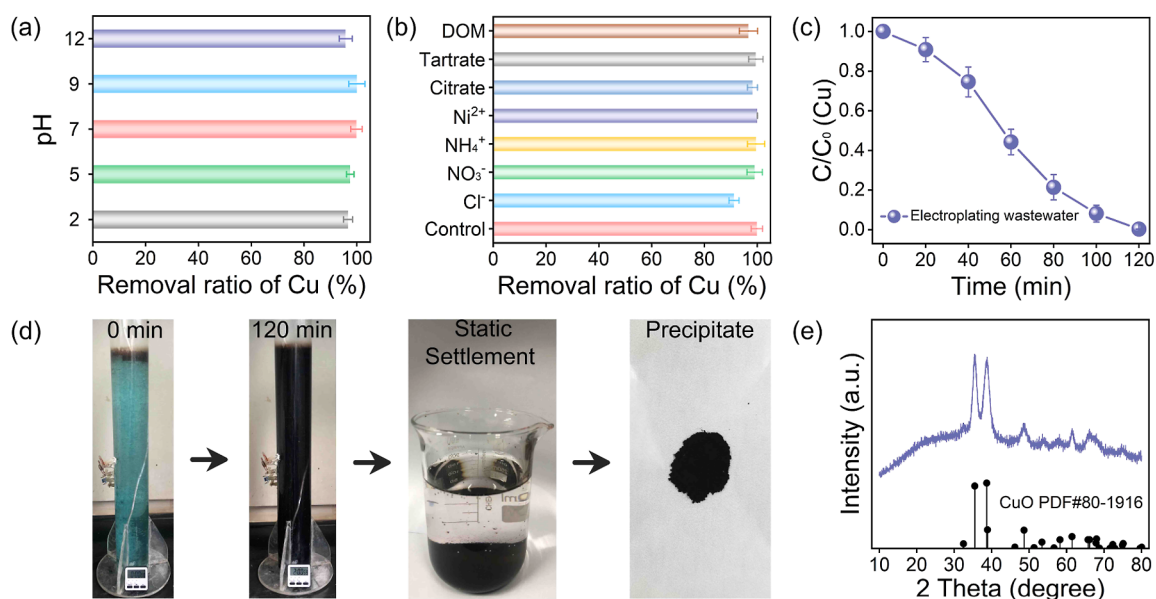 (a)
12
9
7
5
2
pH
0 20 40 60 80 100
Removal ratio of Cu (%)
(b)
DOM
Tartrate
Citrate
Ni²⁺
NH₄⁺
NO₃⁻
Cl⁻
Control
0 20 40 60 80 100
Removal ratio of Cu (%)
(c)
1.0
0.8
0.6
0.4
0.2
0.0
C/C₀ (Cu)
Electroplating wastewater
0 20 40 60 80 100 120
Time (min)
(d)
0 min
120 min
Static
Settlement
Precipitate
(e)
Intensity (a.u.)
CuO PDF#80-1916
10 20 30 40 50 60 70 80
2 Theta (degree)